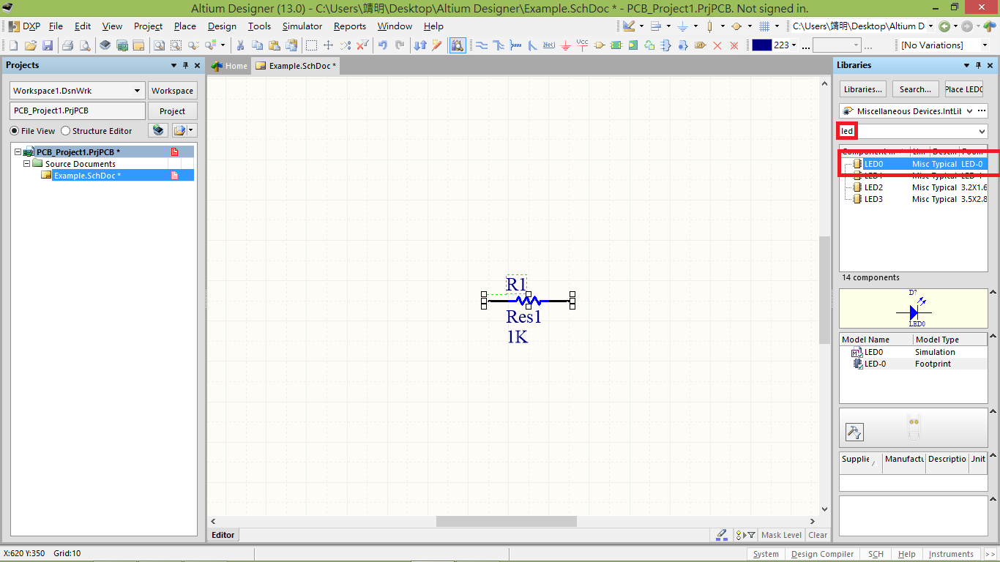 Altium Designer (13.0) - C:\Users\靖明\Desktop\Altium Designer\Example.SchDoc * - PCB_Project1.PrjPCB. Not signed in.
DXP File Edit View Project Place Design Tools Simulator Reports Window Help C:\Users\靖明\Desktop\Altium D
Net Vcc 223 ... ... [No Variations]
Projects
Workspace1.DsnWrk Workspace
PCB_Project1.PrjPCB Project
File View Structure Editor
PCB_Project1.PrjPCB *
Source Documents
Example.SchDoc *
Home Example.SchDoc *
R1
Res1
1K
Editor Mask Level Clear
Libraries
Libraries... Search... Place LED0
Miscellaneous Devices.IntLib ...
led
LED0 Misc Typical LED-0
LED1 Misc Typical LED-1
LED2 Misc Typical 3.2X1.6
LED3 Misc Typical 3.5X2.8
14 components
D?
LED0
Model Name Model Type
LED0 Simulation
LED-0 Footprint
Supplie Manufactu Descriptio Unit
X:620 Y:350 Grid:10 System Design Compiler SCH Help Instruments >>